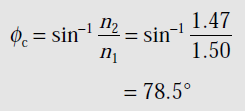 ϕc = sin⁻¹ n₂/n₁ = sin⁻¹ 1.47/1.50
= 78.5°